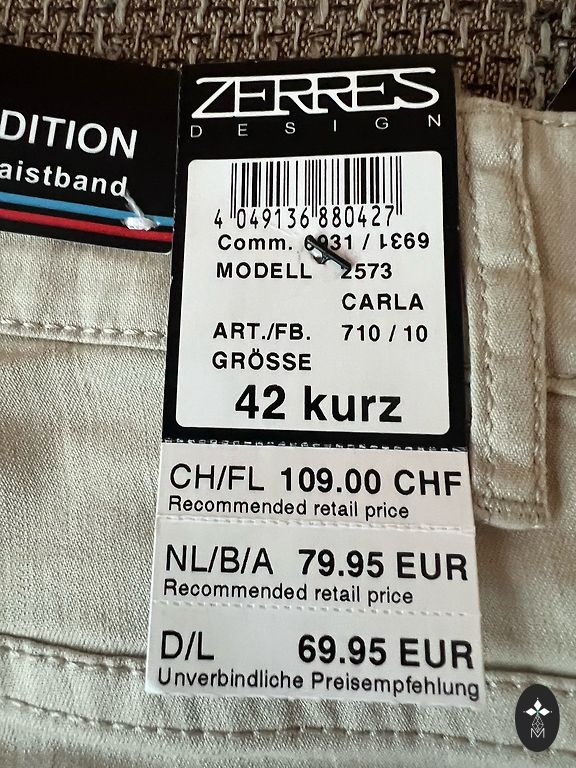 DITION
aistband
ZERRES
DESIGN
4 049136 880427
Comm. 6931 / 1369
MODELL 2573
CARLA
ART./FB. 710 / 10
GRÖSSE
42 kurz
CH/FL 109.00 CHF
Recommended retail price
NL/B/A 79.95 EUR
Recommended retail price
D/L 69.95 EUR
Unverbindliche Preisempfehlung
M